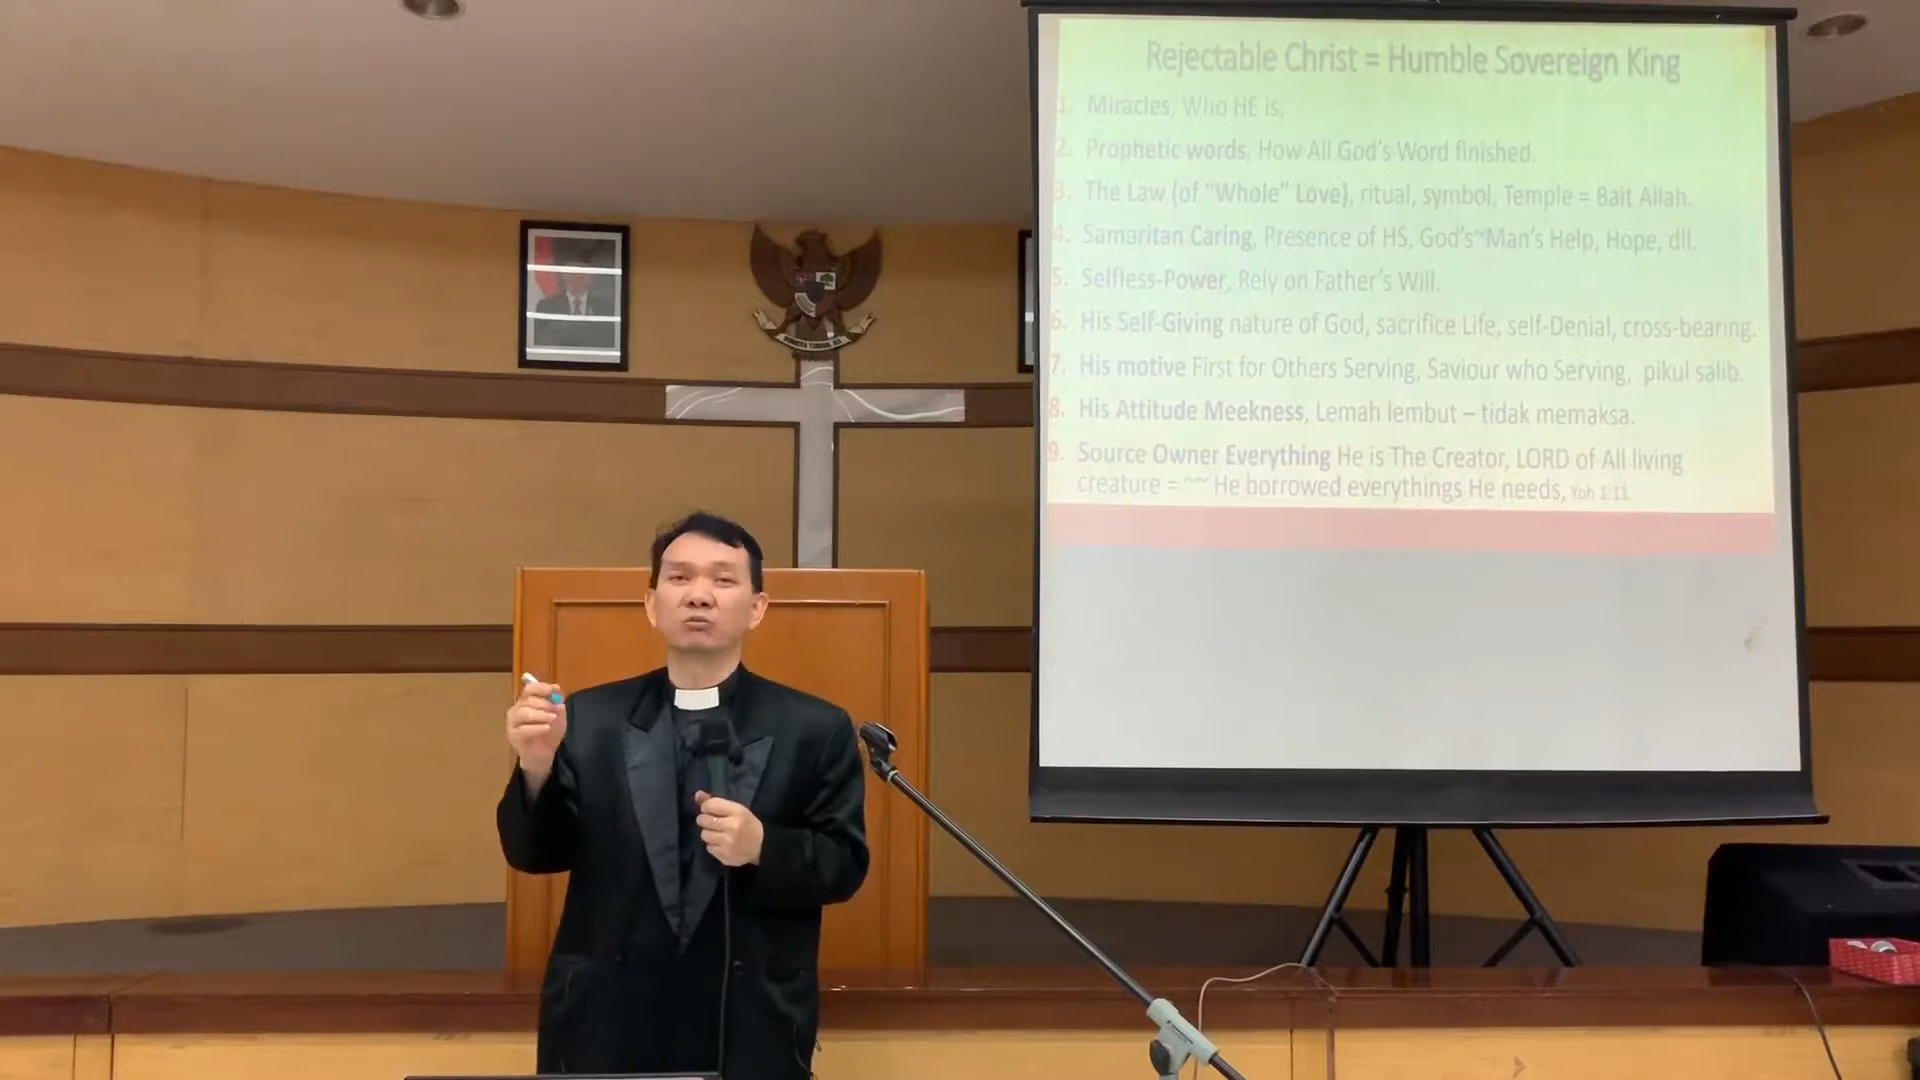 Rejectable Christ = Humble Sovereign King
1. Miracles, Who HE is.
2. Prophetic words, How All God's Word finished.
3. The Law (of "Whole" Love), ritual, symbol, Temple = Bait Allah.
4. Samaritan Caring, Presence of HS, God's~Man's Help, Hope, dll.
5. Selfless-Power, Rely on Father's Will.
6. His Self-Giving nature of God, sacrifice Life, self-Denial, cross-bearing.
7. His motive First for Others Serving, Saviour who Serving, pikul salib.
8. His Attitude Meekness, Lemah lembut – tidak memaksa.
9. Source Owner Everything He is The Creator, LORD of All living
creature = ~~ He borrowed everythings He needs, Yoh 1:11